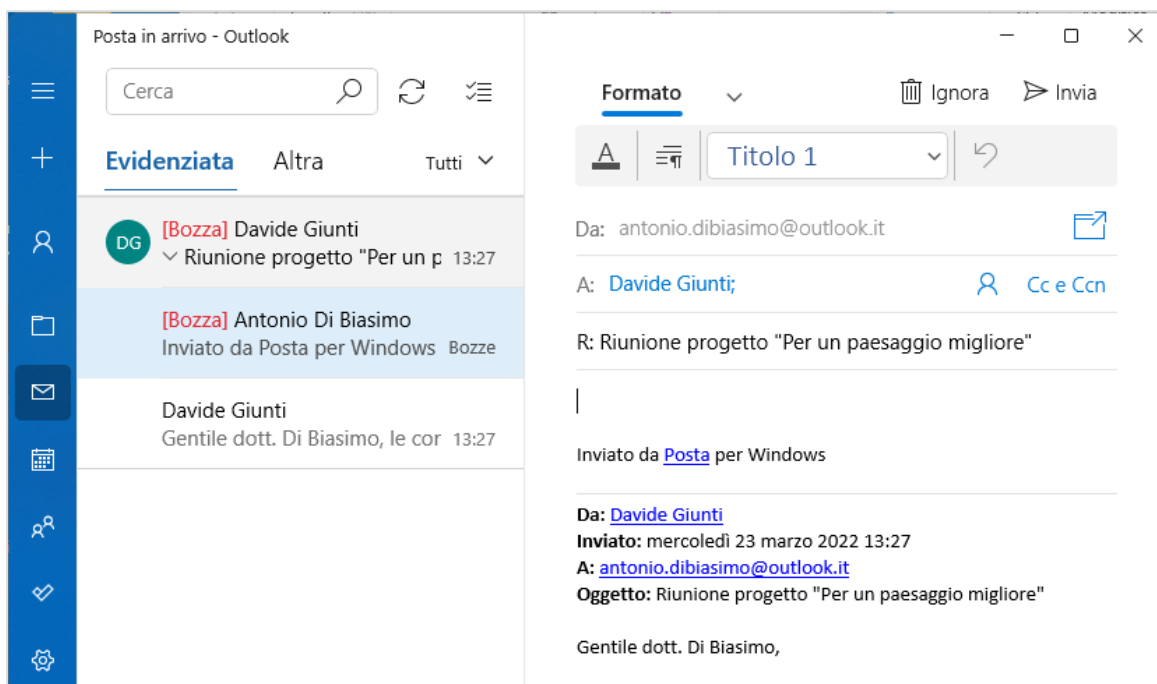 Posta in arrivo - Outlook
Cerca
Evidenziata Altra Tutti
DG
[Bozza] Davide Giunti
Riunione progetto "Per un p 13:27
[Bozza] Antonio Di Biasimo
Inviato da Posta per Windows Bozze
Davide Giunti
Gentile dott. Di Biasimo, le cor 13:27
Formato Ignora Invia
A Titolo 1
Da: antonio.dibiasimo@outlook.it
A: Davide Giunti; Cc e Ccn
R: Riunione progetto "Per un paesaggio migliore"
Inviato da Posta per Windows
Da: Davide Giunti
Inviato: mercoledì 23 marzo 2022 13:27
A: antonio.dibiasimo@outlook.it
Oggetto: Riunione progetto "Per un paesaggio migliore"
Gentile dott. Di Biasimo,